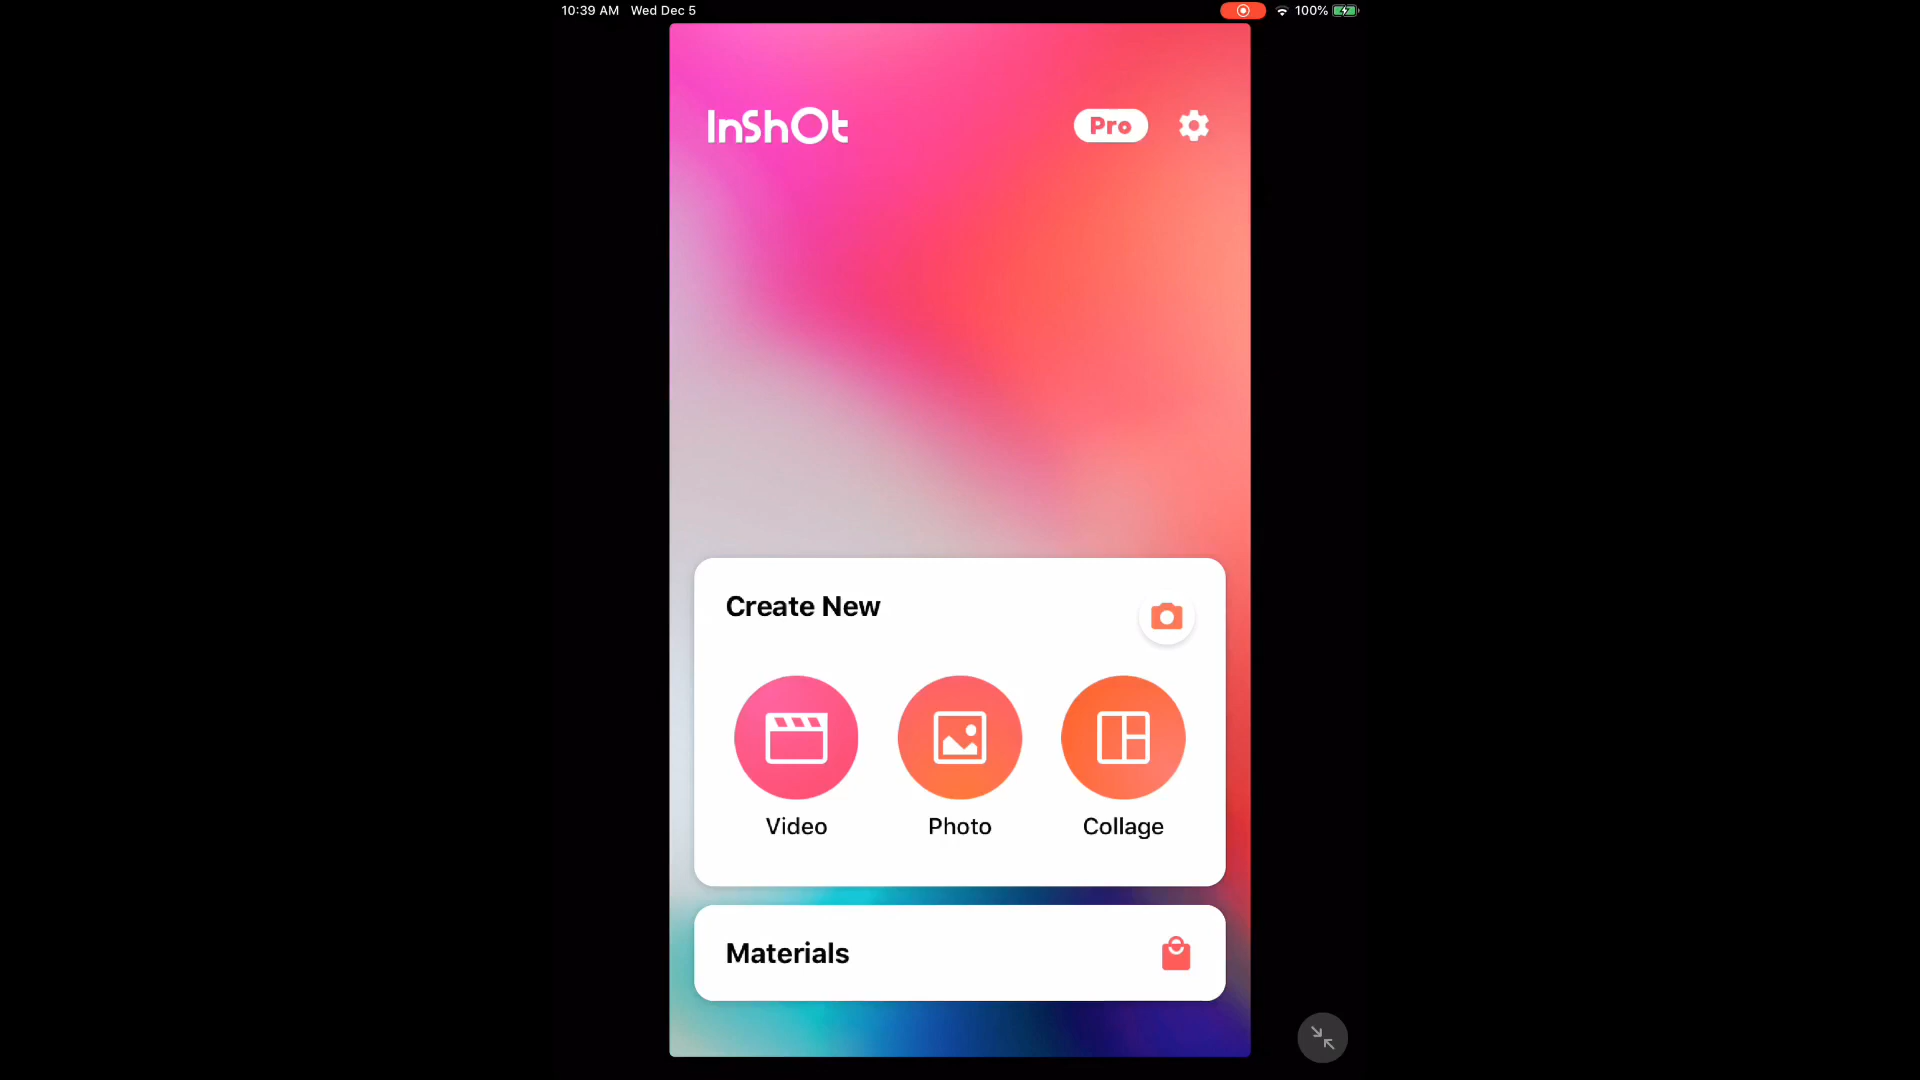 10:39 AM Wed Dec 5
100%
InShOt
Pro
Create New
Video
Photo
Collage
Materials